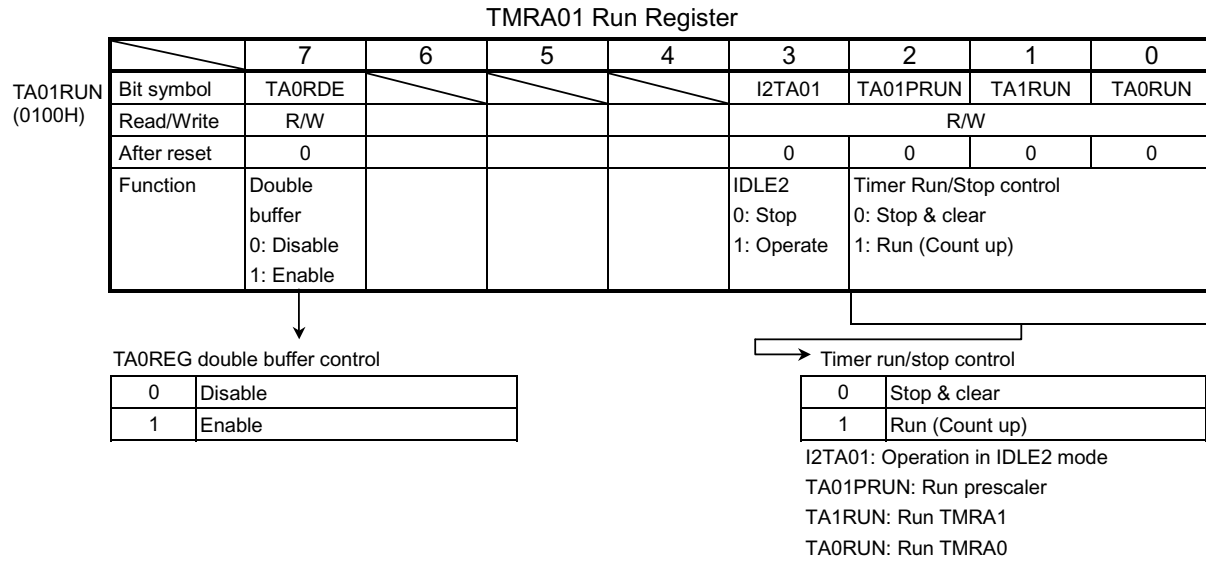 TMRA01 Run Register
7 6 5 4 3 2 1 0
TA01RUN (0100H)
Bit symbol TA0RDE I2TA01 TA01PRUN TA1RUN TA0RUN
Read/Write R/W R/W
After reset 0 0 0 0 0
Function
Double buffer
0: Disable
1: Enable
IDLE2
0: Stop
1: Operate
Timer Run/Stop control
0: Stop & clear
1: Run (Count up)
TA0REG double buffer control
0 Disable
1 Enable
Timer run/stop control
0 Stop & clear
1 Run (Count up)
I2TA01: Operation in IDLE2 mode
TA01PRUN: Run prescaler
TA1RUN: Run TMRA1
TA0RUN: Run TMRA0